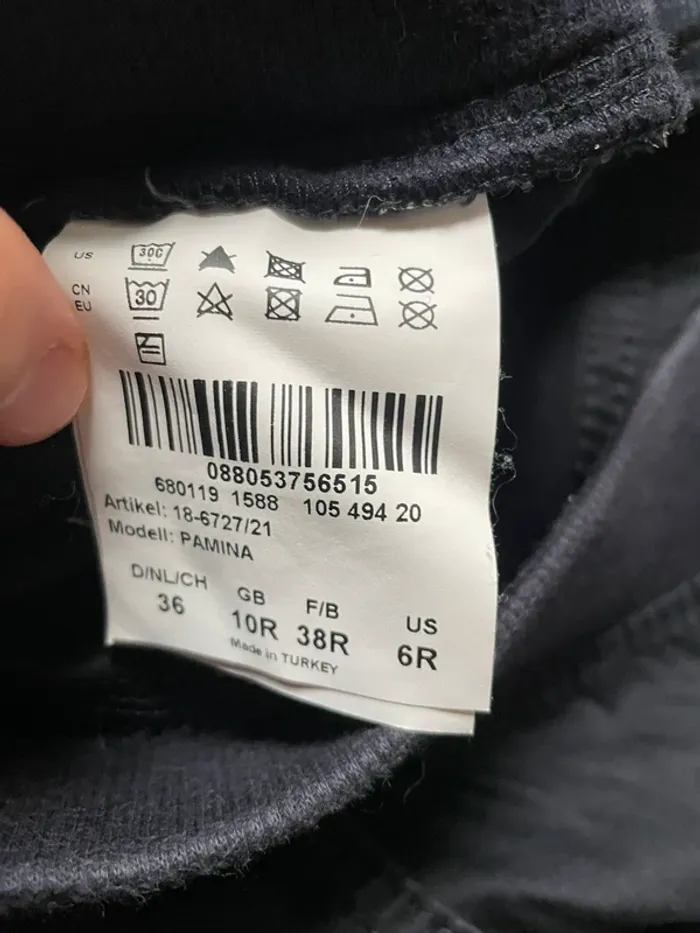 US 30C
CN
EU 30
088053756515
680119 1588 105 494 20
Artikel: 18-6727/21
Modell: PAMINA
D/NL/CH GB F/B US
36 10R 38R 6R
Made in TURKEY